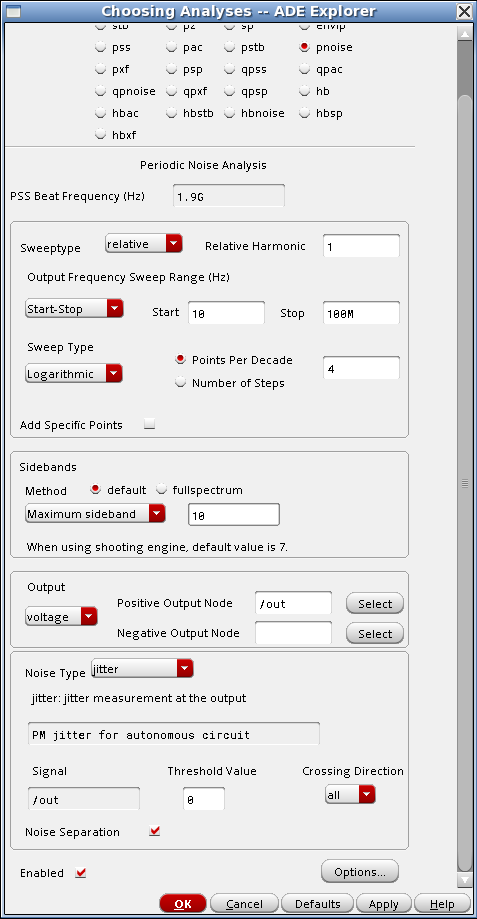 Choosing Analyses -- ADE Explorer
stb pz sp envlp
pss pac pstb pnoise
pxf psp qpss qpac
qpnoise qpxf qpsp hb
hbac hbstb hbnoise hbsp
hbxf
Periodic Noise Analysis
PSS Beat Frequency (Hz) 1.9G
Sweeptype relative Relative Harmonic 1
Output Frequency Sweep Range (Hz)
Start-Stop Start 10 Stop 100M
Sweep Type
Logarithmic Points Per Decade 4
Number of Steps
Add Specific Points
Sidebands
Method default fullspectrum
Maximum sideband 10
When using shooting engine, default value is 7.
Output
voltage Positive Output Node /out Select
Negative Output Node Select
Noise Type jitter
jitter: jitter measurement at the output
PM jitter for autonomous circuit
Signal Threshold Value Crossing Direction
/out 0 all
Noise Separation
Enabled Options...
OK Cancel Defaults Apply Help